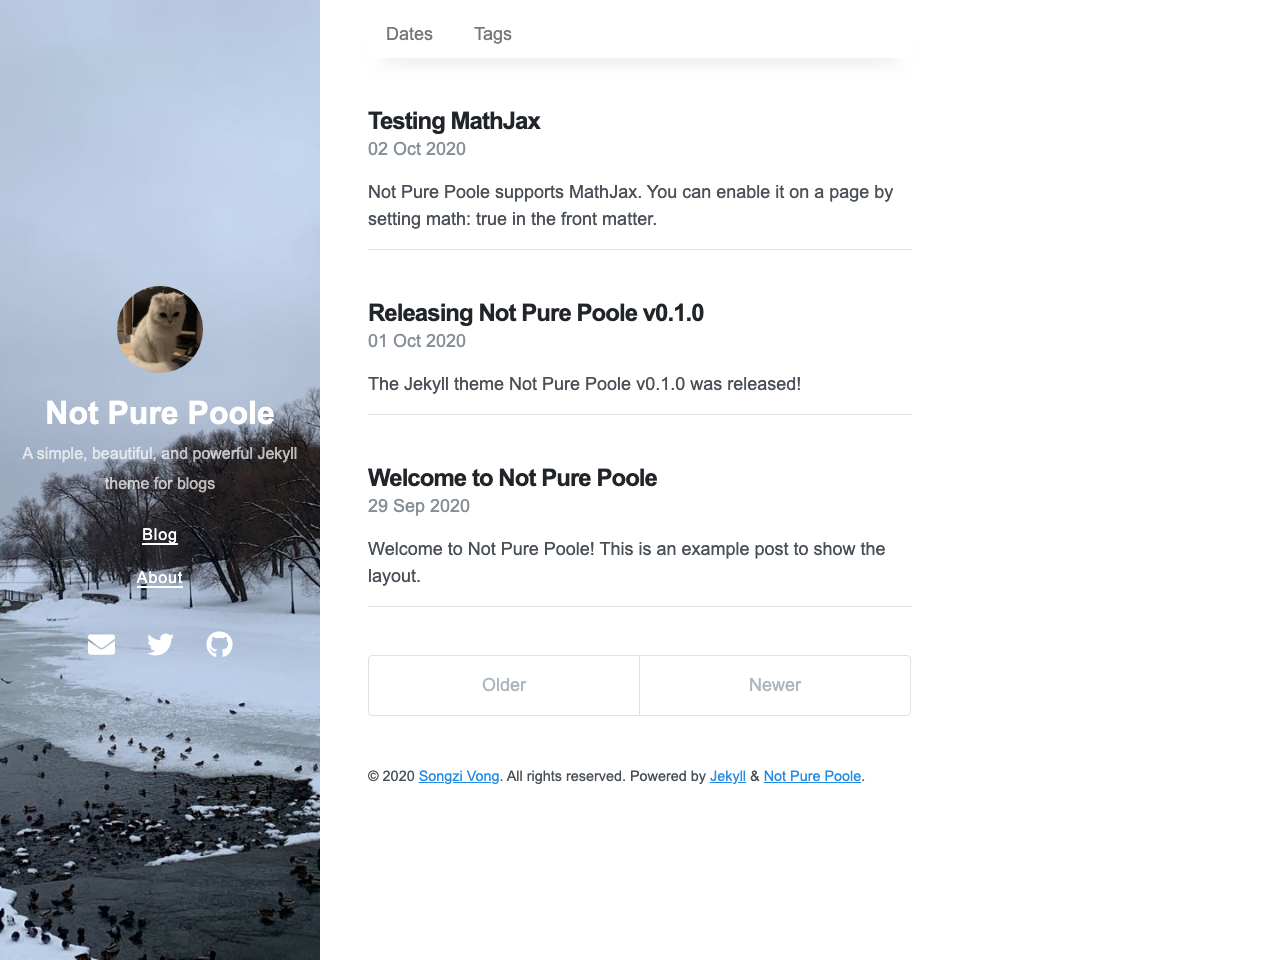 Not Pure Poole
A simple, beautiful, and powerful Jekyll
theme for blogs
Blog
About
Dates Tags
Testing MathJax
02 Oct 2020
Not Pure Poole supports MathJax. You can enable it on a page by
setting math: true in the front matter.
Releasing Not Pure Poole v0.1.0
01 Oct 2020
The Jekyll theme Not Pure Poole v0.1.0 was released!
Welcome to Not Pure Poole
29 Sep 2020
Welcome to Not Pure Poole! This is an example post to show the
layout.
Older Newer
© 2020 Songzi Vong. All rights reserved. Powered by Jekyll & Not Pure Poole.